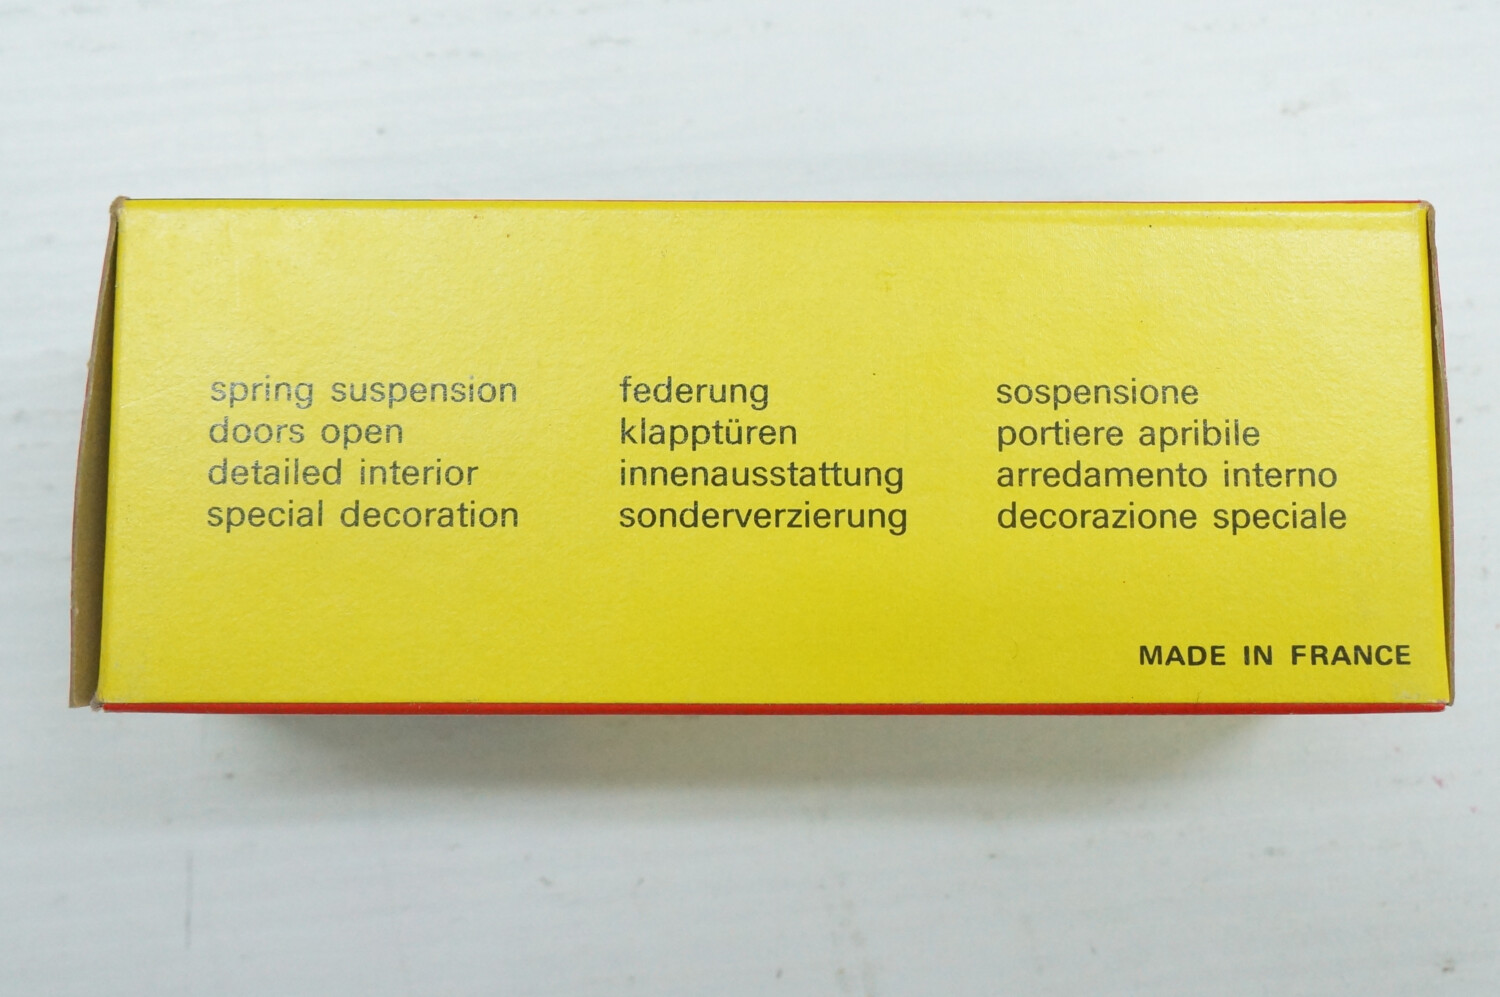 spring suspension
doors open
detailed interior
special decoration
federung
klapptüren
innenausstattung
sonderverzierung
sospensione
portiere apribile
arredamento interno
decorazione speciale
MADE IN FRANCE